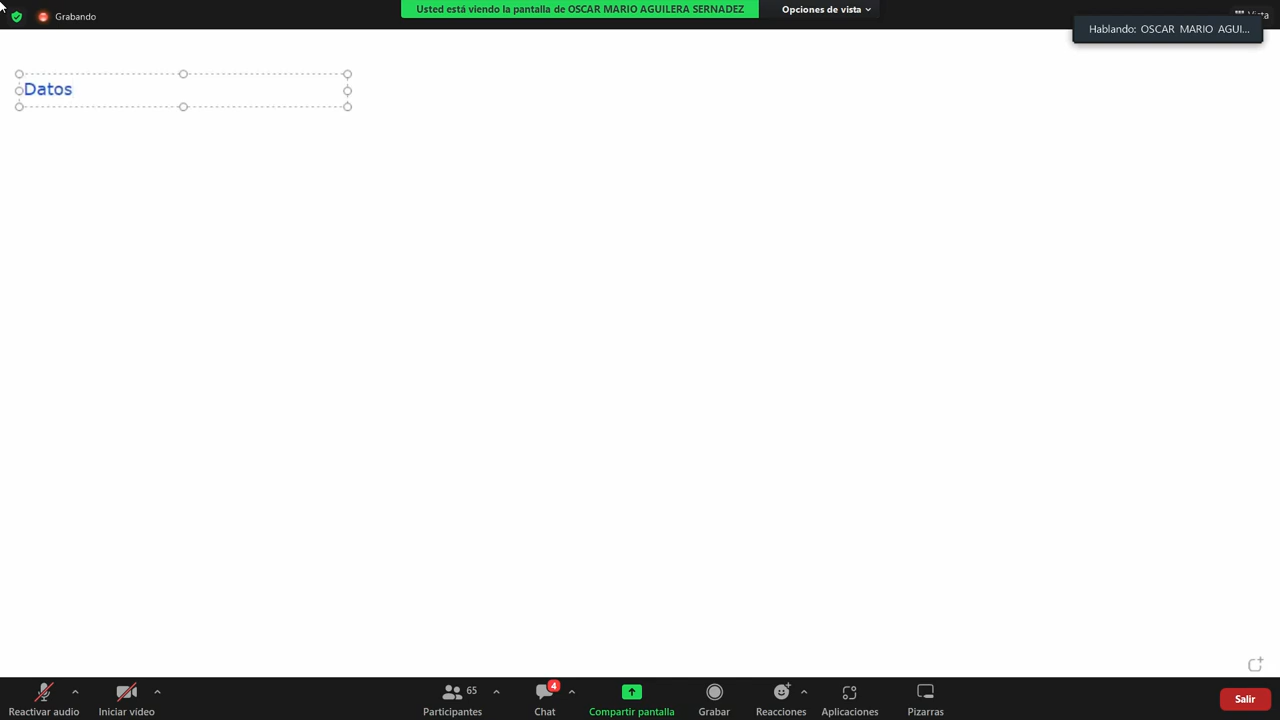 Grabando
Usted está viendo la pantalla de OSCAR MARIO AGUILERA SERNADEZ
Opciones de vista
Vista
Hablando: OSCAR MARIO AGUI...
Datos
Reactivar audio
Iniciar video
65
Participantes
4
Chat
Compartir pantalla
Grabar
Reacciones
Aplicaciones
Pizarras
Salir